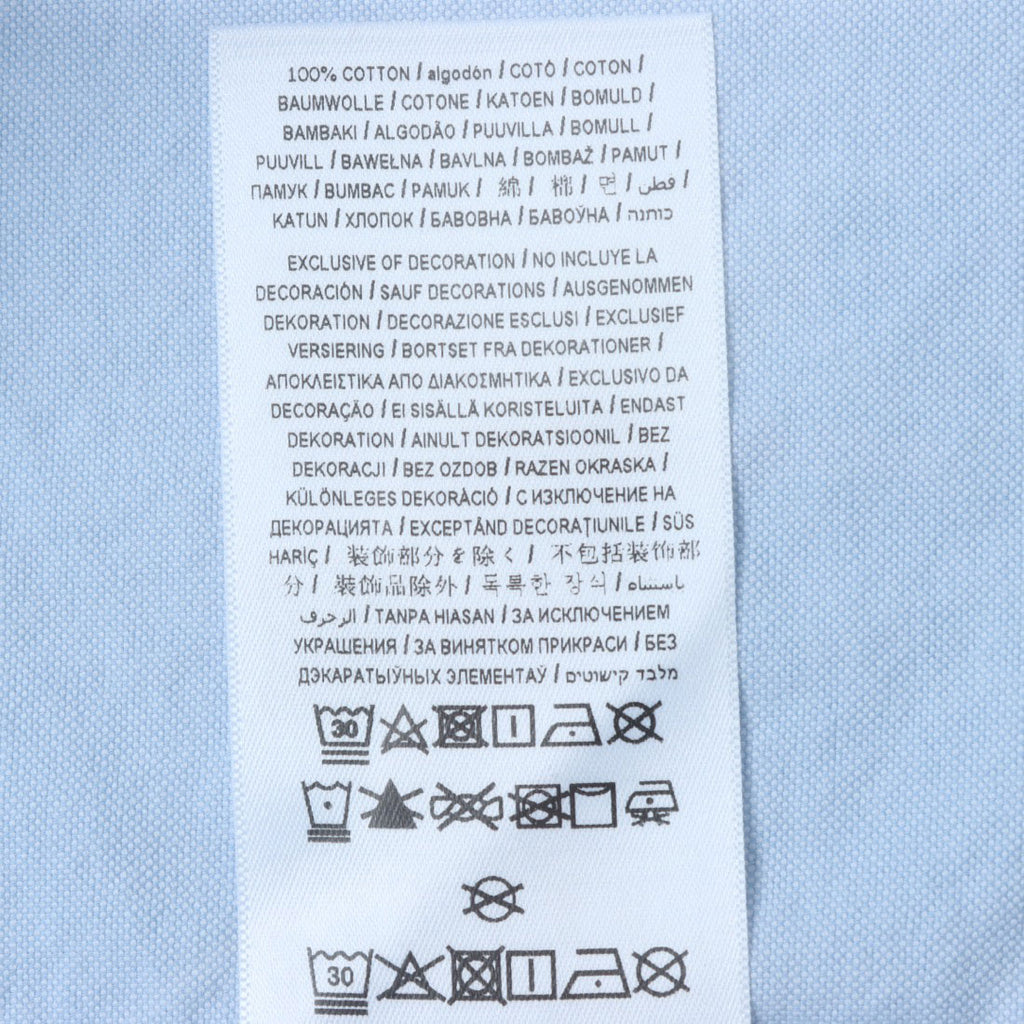 100% COTTON / algodón / COTÓ / COTON /
BAUMWOLLE / COTONE / KATOEN / BOMULD /
BAMBAKI / ALGODÃO / PUUVILLA / BOMULL /
PUUVILL / BAWEŁNA / BAVLNA / BOMBAŽ / PAMUT /
ПАМУК / BUMBAC / PAMUK / 綿 / 棉 / 면 / قطن /
KATUN / ХЛОПОК / БАВОВНА / БАВОЎНА / כותנה
EXCLUSIVE OF DECORATION / NO INCLUYE LA
DECORACIÓN / SAUF DECORATIONS / AUSGENOMMEN
DEKORATION / DECORAZIONE ESCLUSI / EXCLUSIEF
VERSIERING / BORTSET FRA DEKORATIONER /
ΑΠΟΚΛΕΙΣΤΙΚΑ ΑΠΟ ΔΙΑΚΟΣΜΗΤΙΚΑ / EXCLUSIVO DA
DECORAÇÃO / EI SISÄLLÄ KORISTELUITA / ENDAST
DEKORATION / AINULT DEKORATSIOONIL / BEZ
DEKORACJI / BEZ OZDOB / RAZEN OKRASKA /
KÜLÖNLEGES DEKORÁCIÓ / С ИЗКЛЮЧЕНИЕ НА
ДЕКОРАЦИЯТА / EXCEPTÂND DECORAȚIUNILE / SÜS
HARIÇ / 装飾部分を除く / 不包括装饰部
分 / 裝飾品除外 / 독특한 장식 / باستثناء
الزخرف / TANPA HIASAN / ЗА ИСКЛЮЧЕНИЕМ
УКРАШЕНИЯ / ЗА ВИНЯТКОМ ПРИКРАСИ / БЕЗ
ДЭКАРАТЫЎНЫХ ЭЛЕМЕНТАЎ / מלבד קישוטים
30
30